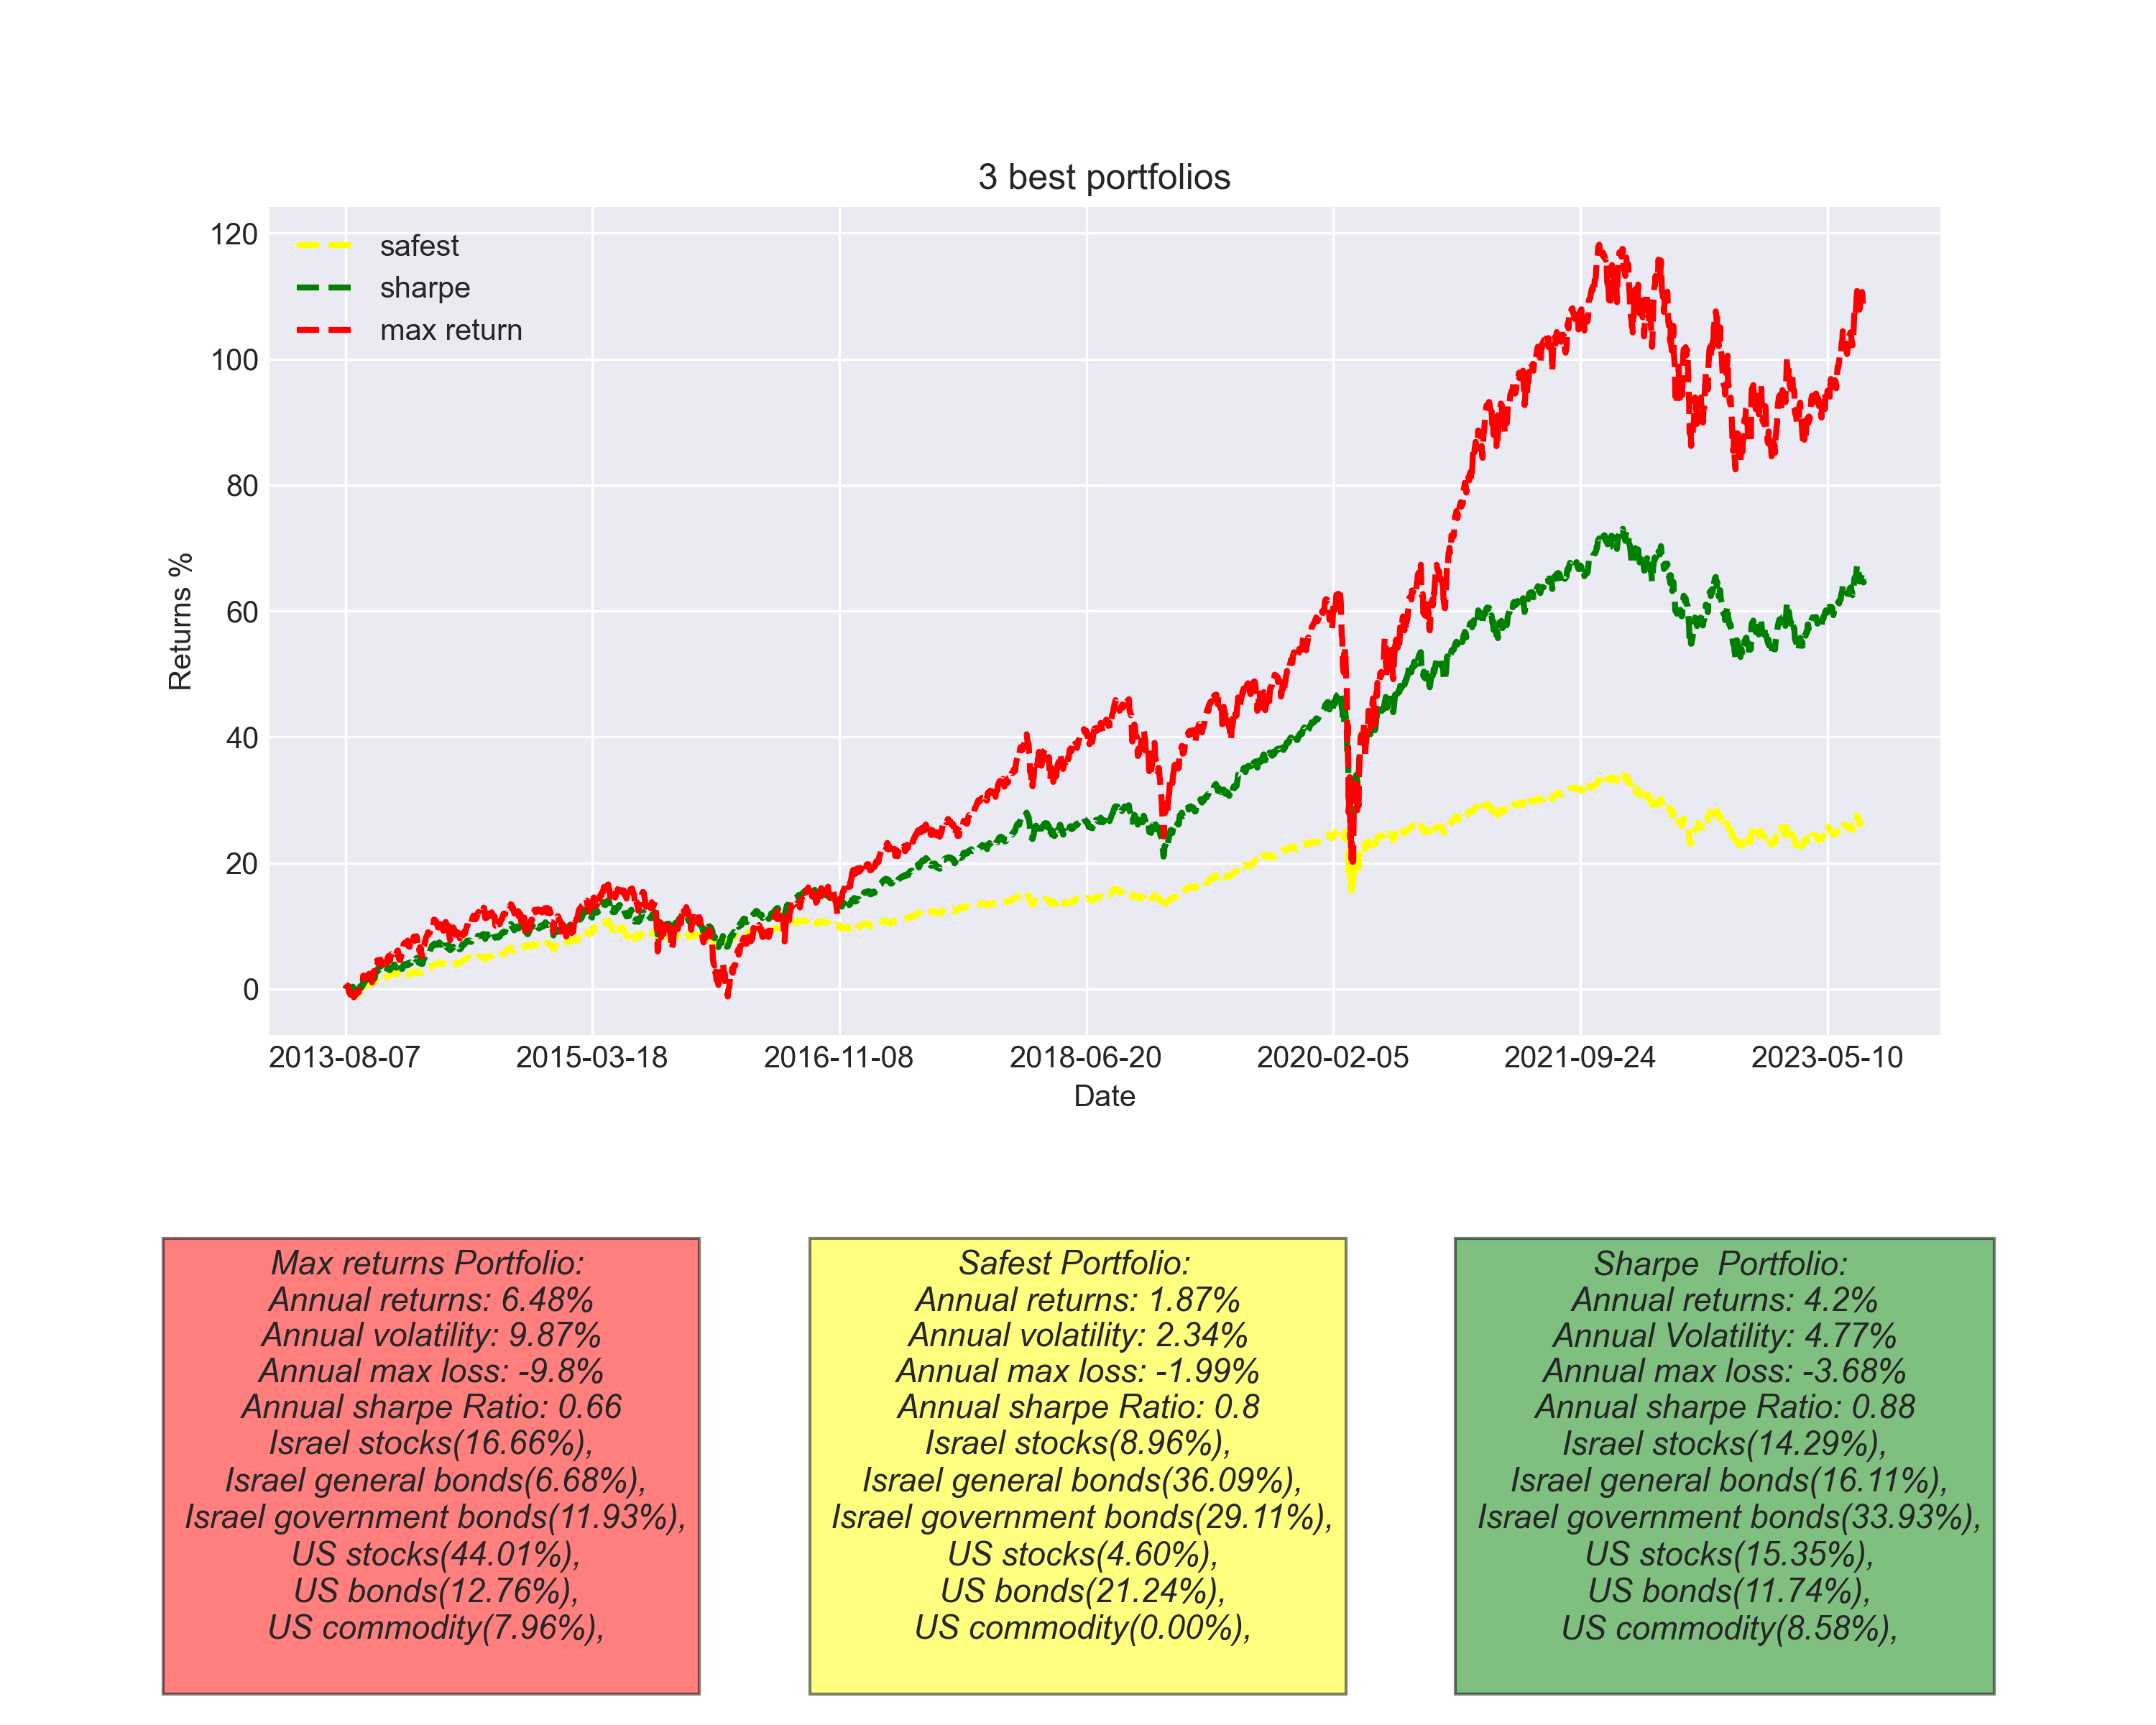 3 best portfolios
safest
sharpe
max return
120
100
80
60
40
20
0
Returns %
2013-08-07 2015-03-18 2016-11-08 2018-06-20 2020-02-05 2021-09-24 2023-05-10
Date
Max returns Portfolio:
Annual returns: 6.48%
Annual volatility: 9.87%
Annual max loss: -9.8%
Annual sharpe Ratio: 0.66
Israel stocks(16.66%),
Israel general bonds(6.68%),
Israel government bonds(11.93%),
US stocks(44.01%),
US bonds(12.76%),
US commodity(7.96%),
Safest Portfolio:
Annual returns: 1.87%
Annual volatility: 2.34%
Annual max loss: -1.99%
Annual sharpe Ratio: 0.8
Israel stocks(8.96%),
Israel general bonds(36.09%),
Israel government bonds(29.11%),
US stocks(4.60%),
US bonds(21.24%),
US commodity(0.00%),
Sharpe  Portfolio:
Annual returns: 4.2%
Annual Volatility: 4.77%
Annual max loss: -3.68%
Annual sharpe Ratio: 0.88
Israel stocks(14.29%),
Israel general bonds(16.11%),
Israel government bonds(33.93%),
US stocks(15.35%),
US bonds(11.74%),
US commodity(8.58%),